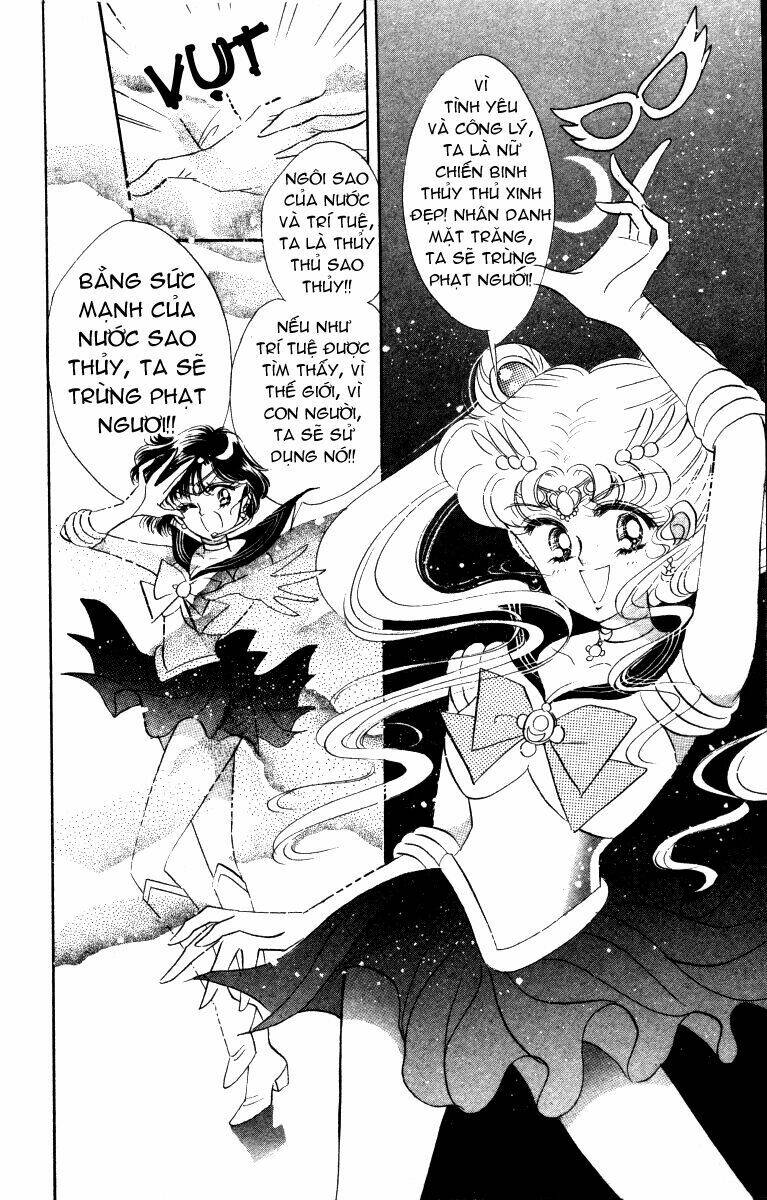 VÌ
TÌNH YÊU
VÀ CÔNG LÝ,
TA LÀ NỮ
CHIẾN BINH
THỦY THỦ XINH
ĐẸP! NHÂN DANH
MẶT TRĂNG,
TA SẼ TRỪNG
PHẠT NGƯƠI!
VỤT
NGÔI SAO
CỦA NƯỚC
VÀ TRÍ TUỆ,
TA LÀ THỦY
THỦ SAO
THỦY!!
NẾU NHƯ
TRÍ TUỆ ĐƯỢC
TÌM THẤY, VÌ
THẾ GIỚI, VÌ
CON NGƯỜI,
TA SẼ SỬ
DỤNG NÓ!!
BẰNG SỨC
MẠNH CỦA
NƯỚC SAO
THỦY, TA SẼ
TRỪNG PHẠT
NGƯƠI!!